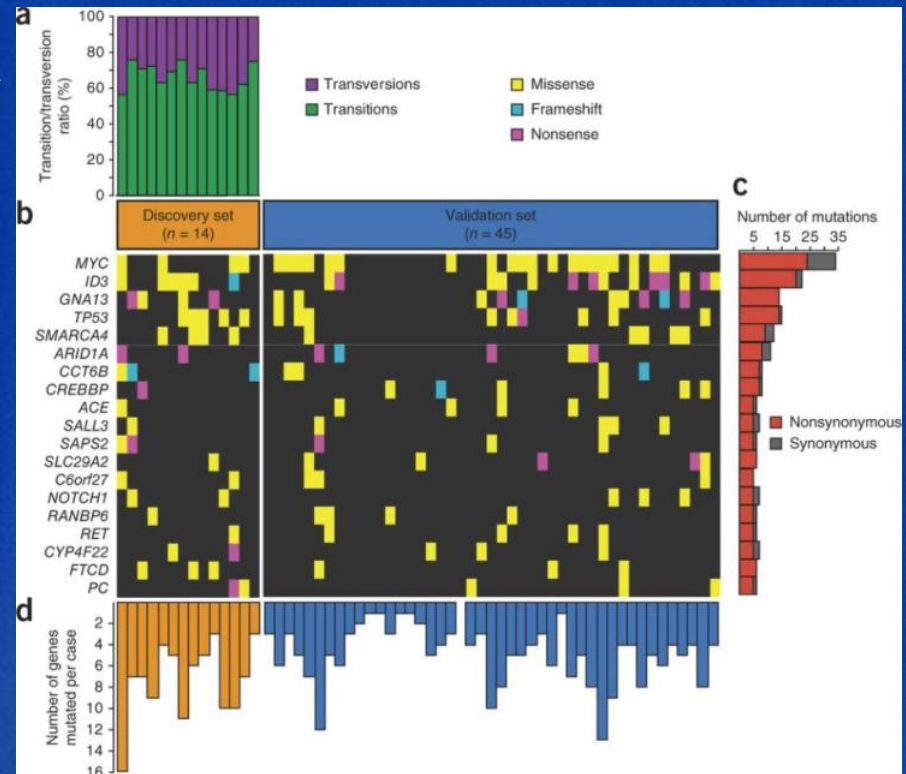 a
Transition/transversion
ratio (%)
100
80
60
40
20
0
Transversions
Transitions
Missense
Frameshift
Nonsense
b
Discovery set
(n = 14)
Validation set
(n = 45)
c
Number of mutations
5 15 25 35
MYC
ID3
GNA13
TP53
SMARCA4
ARID1A
CCT6B
CREBBP
ACE
SALL3
SAPS2
SLC29A2
C6orf27
NOTCH1
RANBP6
RET
CYP4F22
FTCD
PC
Nonsynonymous
Synonymous
d
Number of genes
mutated per case
2
4
6
8
10
12
14
16